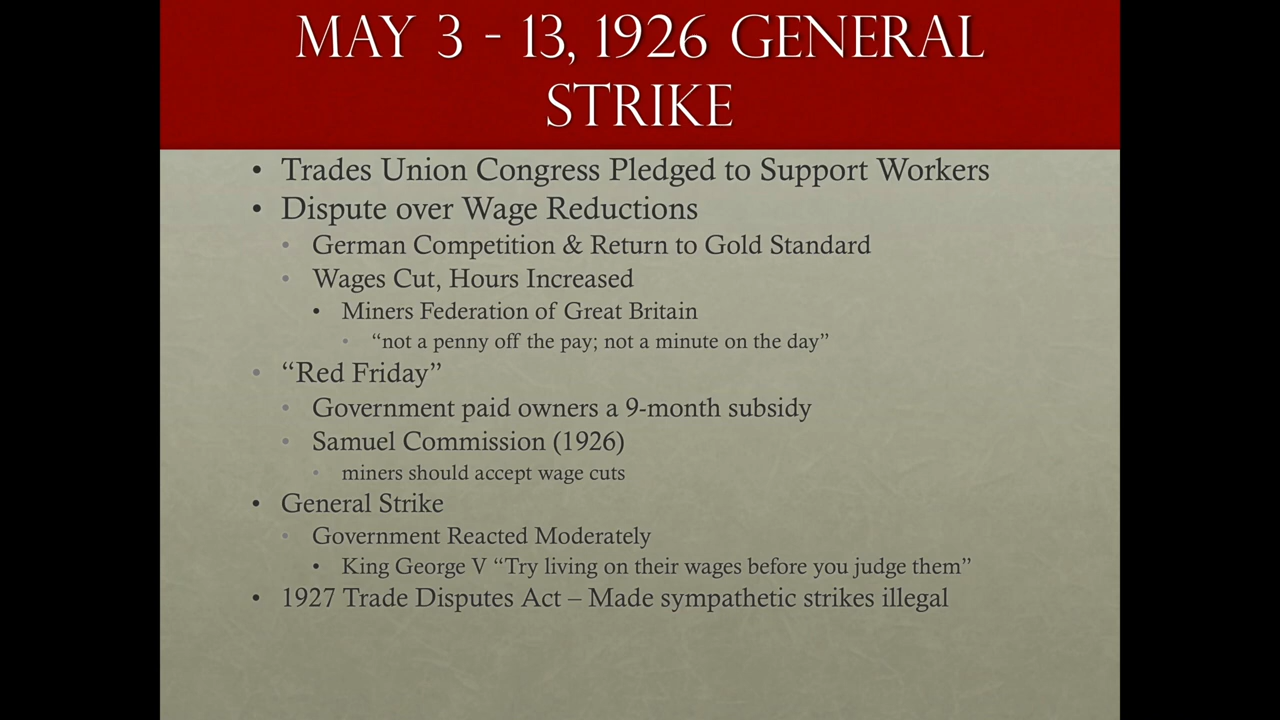 MAY 3 - 13, 1926 GENERAL
STRIKE
• Trades Union Congress Pledged to Support Workers
• Dispute over Wage Reductions
• German Competition & Return to Gold Standard
• Wages Cut, Hours Increased
• Miners Federation of Great Britain
• “not a penny off the pay; not a minute on the day”
• “Red Friday”
• Government paid owners a 9-month subsidy
• Samuel Commission (1926)
• miners should accept wage cuts
• General Strike
• Government Reacted Moderately
• King George V “Try living on their wages before you judge them”
• 1927 Trade Disputes Act – Made sympathetic strikes illegal